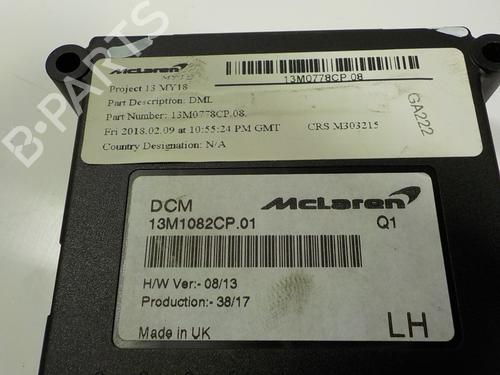 McLaren
MY18
13M0778CP.08
Project 13 MY18
Part Description: DML
Part Number: 13M0778CP.08
Fri 2018.02.09 at 10:55:24 PM GMT CRS M303215
Country Designation: N/A
GA222
DCM McLaren
13M1082CP.01 Q1
H/W Ver:- 08/13
Production:- 38/17
Made in UK LH
B-PARTS